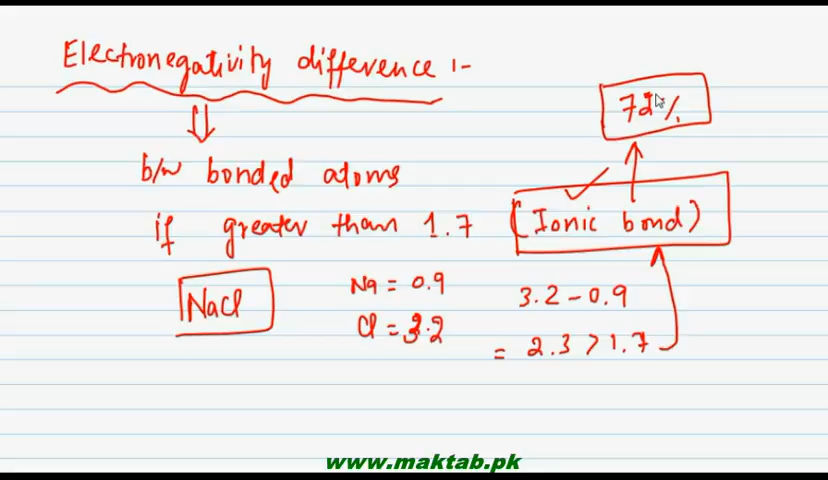 Electronegativity difference :-
72%
b/w bonded atoms
if greater than 1.7 (Ionic bond)
NaCl
Na = 0.9
3.2 - 0.9
Cl = 3.2
= 2.3 > 1.7
www.maktab.pk